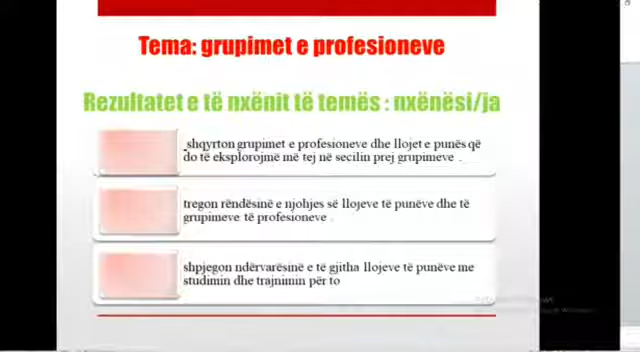 Tema: grupimet e profesioneve
Rezultatet e të nxënit të temës : nxënësi/ja
_shqyrton grupimet e profesioneve dhe llojet e punës që
do të eksplorojmë më tej në secilin prej grupimeve .
tregon rëndësinë e njohjes së llojeve të punëve dhe të
grupimeve të profesioneve .
shpjegon ndërvarësinë e të gjitha llojeve të punëve me
studimin dhe trajnimin për to